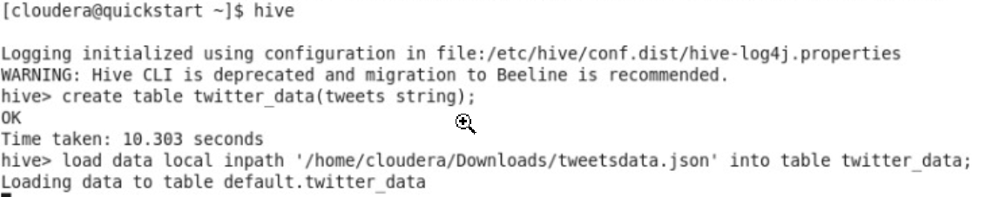 [cloudera@quickstart ~]$ hive
Logging initialized using configuration in file:/etc/hive/conf.dist/hive-log4j.properties
WARNING: Hive CLI is deprecated and migration to Beeline is recommended.
hive> create table twitter_data(tweets string);
OK
Time taken: 10.303 seconds
hive> load data local inpath '/home/cloudera/Downloads/tweetsdata.json' into table twitter_data;
Loading data to table default.twitter_data